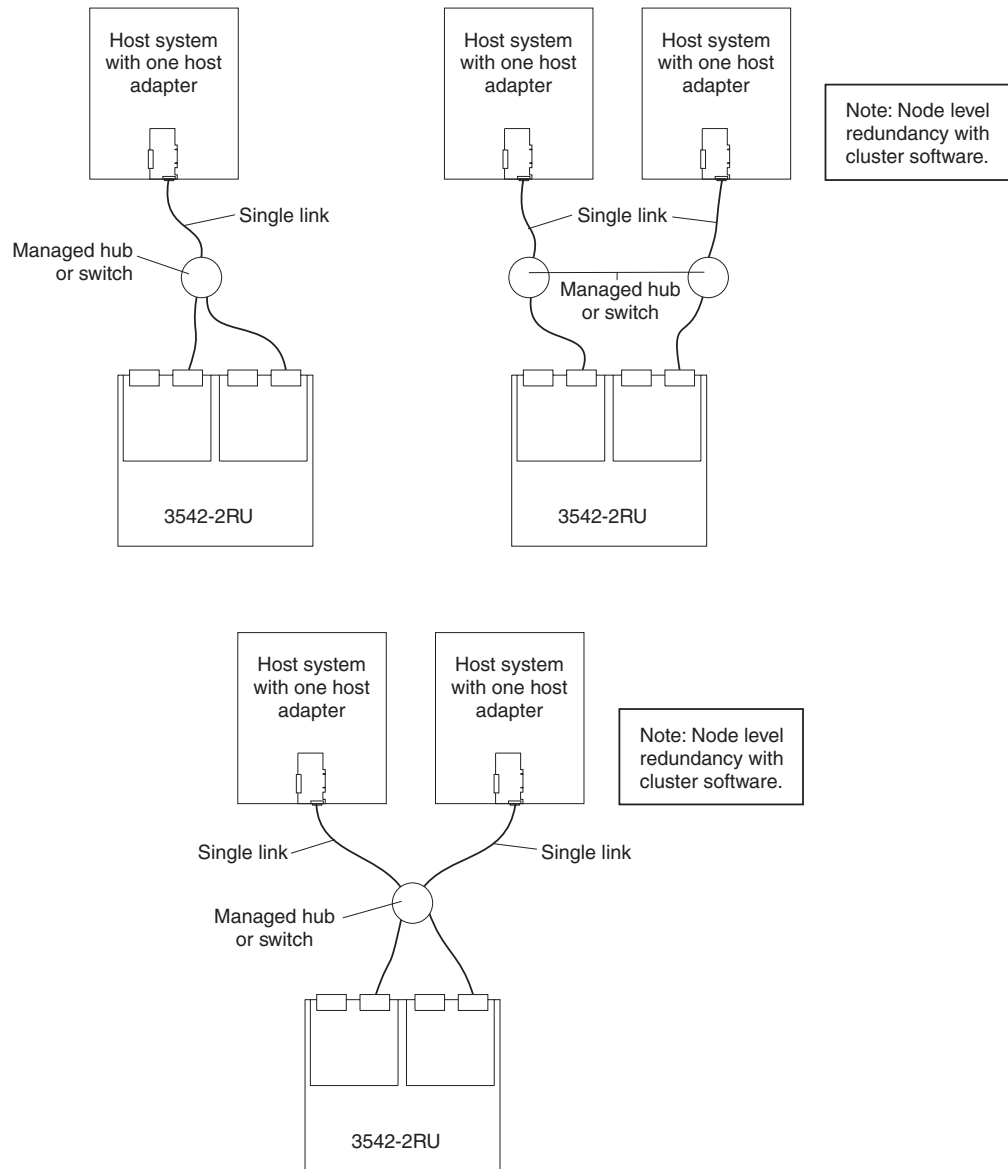 Host system
with one host
adapter
Single link
Managed hub
or switch
3542-2RU
Host system
with one host
adapter
Host system
with one host
adapter
Note: Node level
redundancy with
cluster software.
Single link
Managed hub
or switch
3542-2RU
Host system
with one host
adapter
Host system
with one host
adapter
Note: Node level
redundancy with
cluster software.
Single link
Single link
Managed hub
or switch
3542-2RU